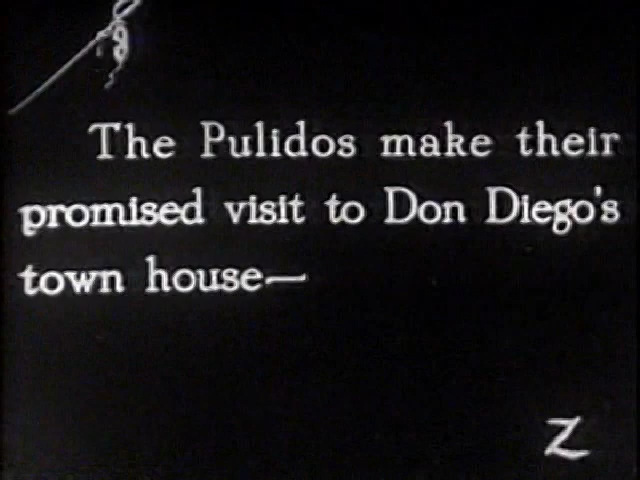 The Pulidos make their
promised visit to Don Diego's
town house—
Z